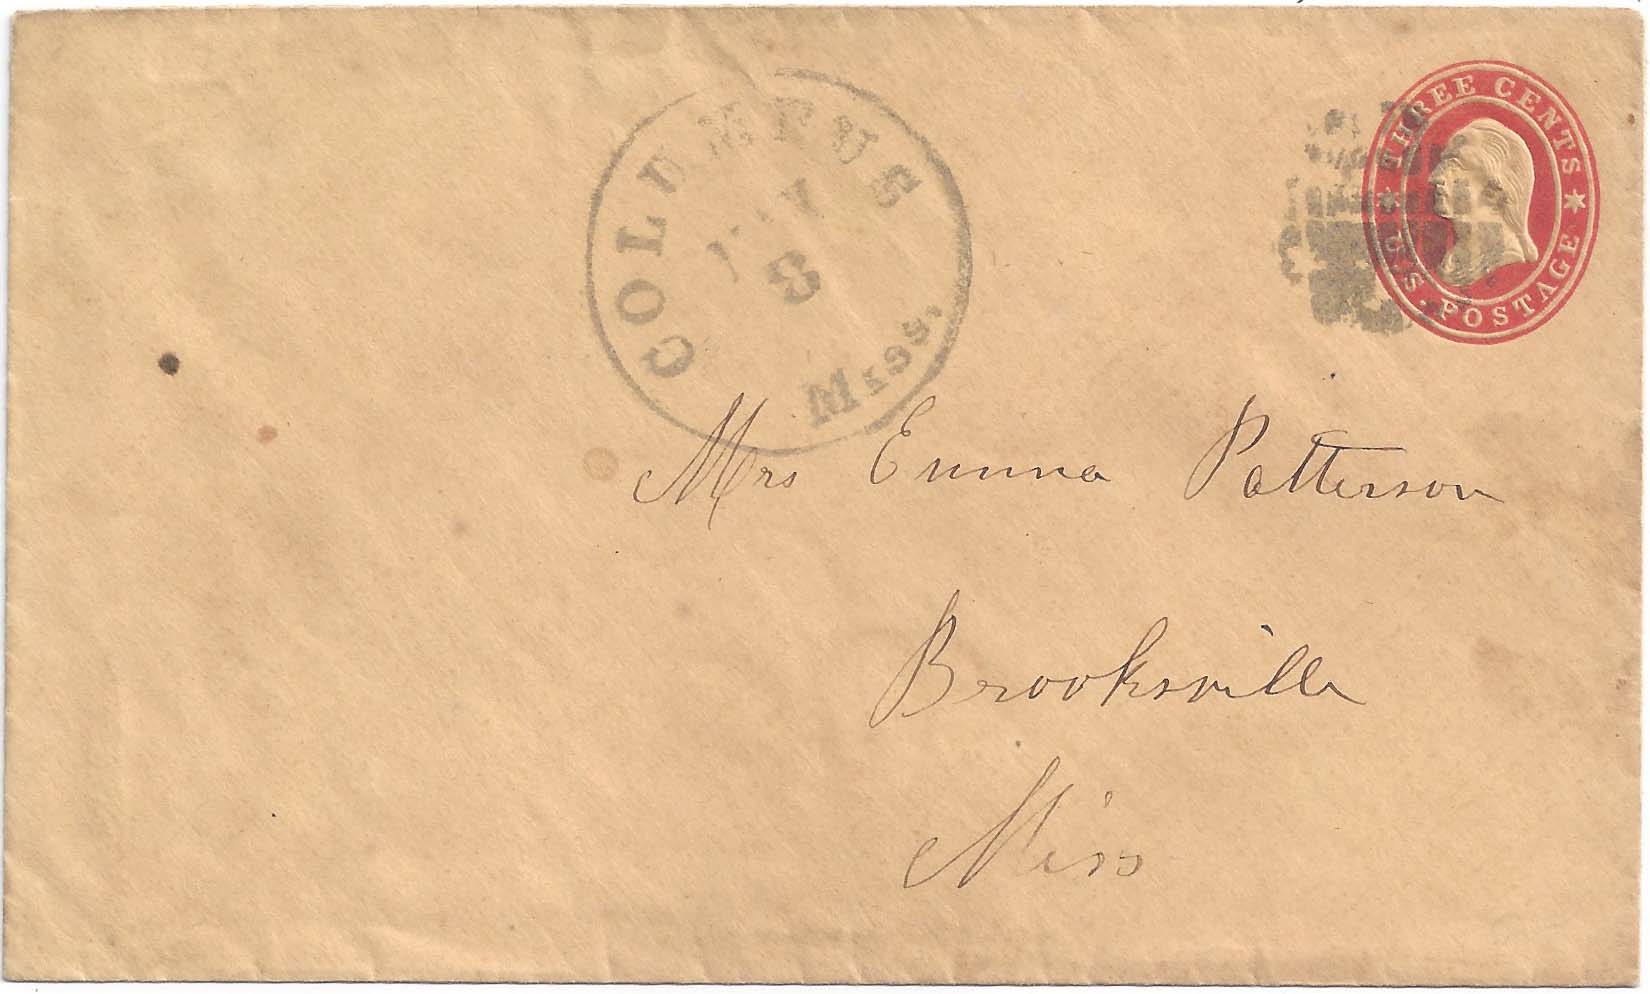 COLUMBUS
8
Miss.
★ THREE CENTS ★
U.S. POSTAGE
Mrs Emma Patterson
Brooksville
Miss